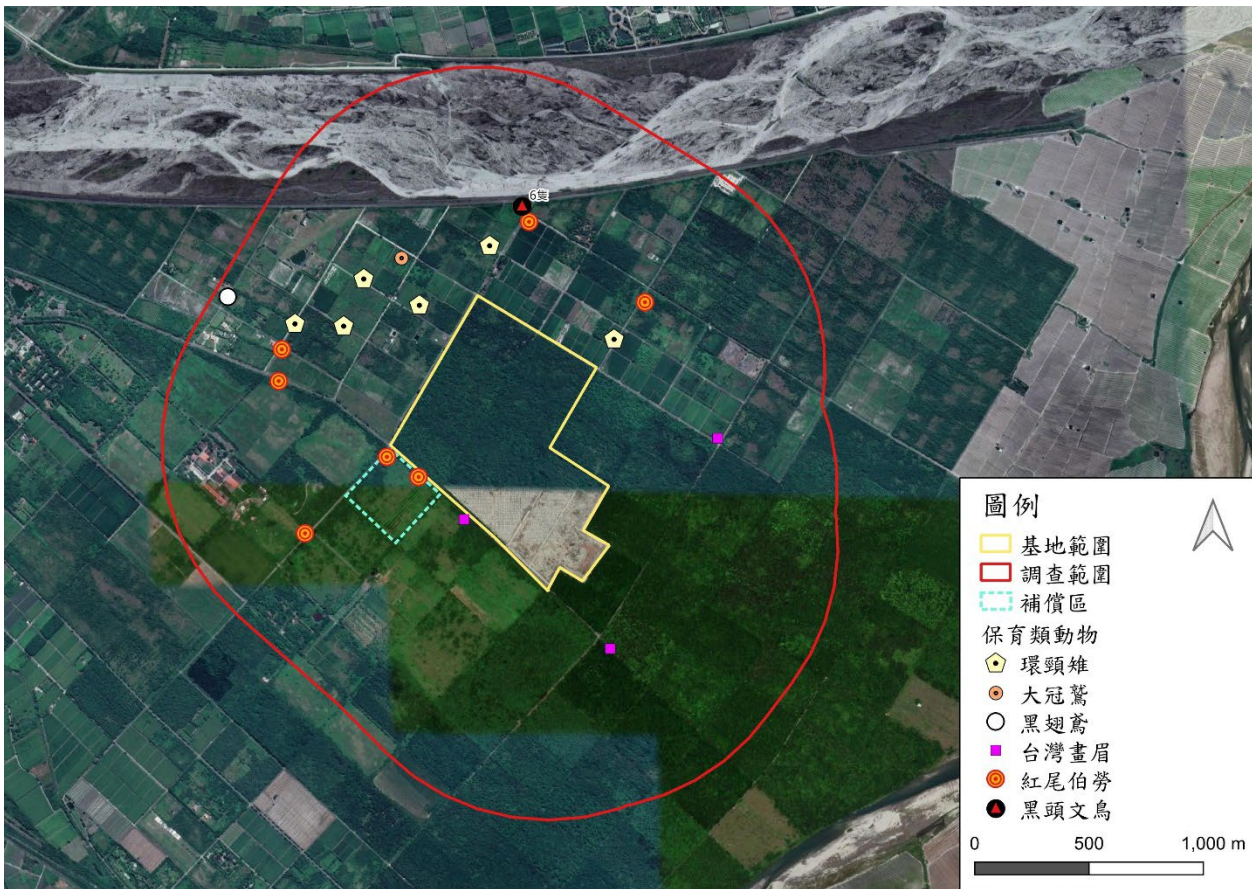 6隻
圖例
基地範圍
調查範圍
補償區
保育類動物
環頸雉
大冠鷲
黑翅鳶
台灣畫眉
紅尾伯勞
黑頭文鳥
0 500 1,000 m